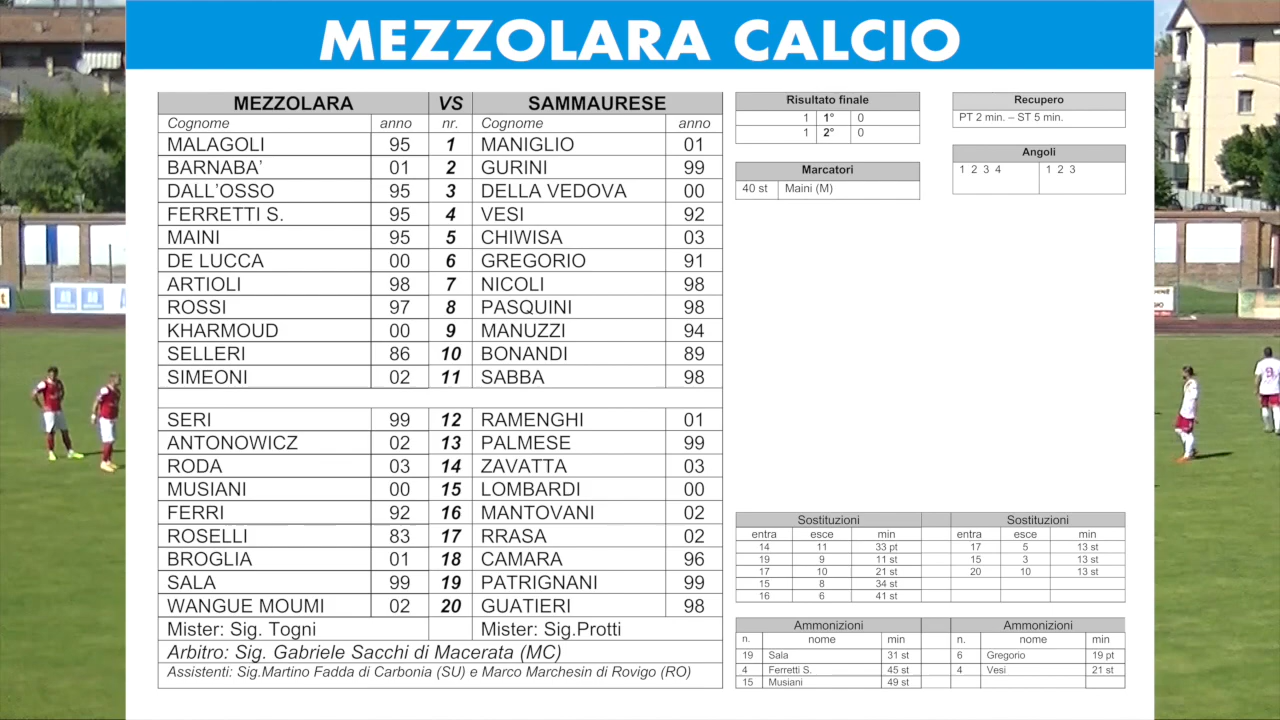 MEZZOLARA CALCIO
MEZZOLARA VS SAMMAURESE
Cognome anno nr. Cognome anno
MALAGOLI 95 1 MANIGLIO 01
BARNABA' 01 2 GURINI 99
DALL'OSSO 95 3 DELLA VEDOVA 00
FERRETTI S. 95 4 VESI 92
MAINI 95 5 CHIWISA 03
DE LUCCA 00 6 GREGORIO 91
ARTIOLI 98 7 NICOLI 98
ROSSI 97 8 PASQUINI 98
KHARMOUD 00 9 MANUZZI 94
SELLERI 86 10 BONANDI 89
SIMEONI 02 11 SABBA 98
SERI 99 12 RAMENGHI 01
ANTONOWICZ 02 13 PALMESE 99
RODA 03 14 ZAVATTA 03
MUSIANI 00 15 LOMBARDI 00
FERRI 92 16 MANTOVANI 02
ROSELLI 83 17 RRASA 02
BROGLIA 01 18 CAMARA 96
SALA 99 19 PATRIGNANI 99
WANGUE MOUMI 02 20 GUATIERI 98
Mister: Sig. Togni Mister: Sig.Protti
Arbitro: Sig. Gabriele Sacchi di Macerata (MC)
Assistenti: Sig.Martino Fadda di Carbonia (SU) e Marco Marchesin di Rovigo (RO)
Risultato finale
1 1° 0
1 2° 0
Marcatori
40 st Maini (M)
Recupero
PT 2 min. – ST 5 min.
Angoli
1 2 3 4 1 2 3
Sostituzioni Sostituzioni
entra esce min entra esce min
14 11 33 pt 17 5 13 st
19 9 11 st 15 3 13 st
17 10 21 st 20 10 13 st
15 8 34 st
16 6 41 st
Ammonizioni Ammonizioni
n. nome min n. nome min
19 Sala 31 st 6 Gregorio 19 pt
4 Ferretti S. 45 st 4 Vesi 21 st
15 Musiani 49 st
9